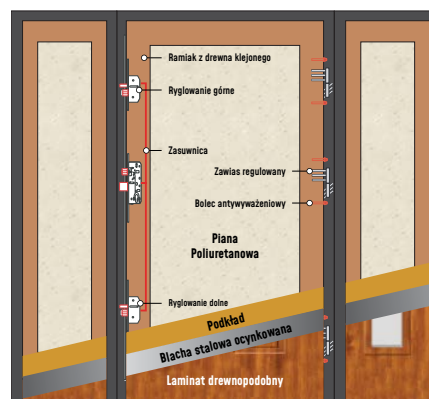 Ramiak z drewna klejonego
Ryglowanie górne
Zasuwnica
Zawias regulowany
Bolec antywyważeniowy
Piana
Poliuretanowa
Ryglowanie dolne
Podkład
Blacha stalowa ocynkowana
Laminat drewnopodobny